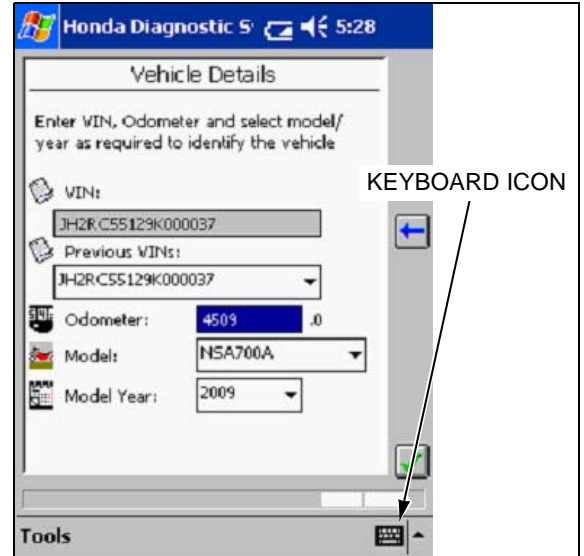 Honda Diagnostic S 5:28
Vehicle Details
Enter VIN, Odometer and select model/
year as required to identify the vehicle
KEYBOARD ICON
VIN:
JH2RC55129K000037
Previous VINs:
JH2RC55129K000037
Odometer: 4509 .0
Model: NSA700A
Model Year: 2009
Tools